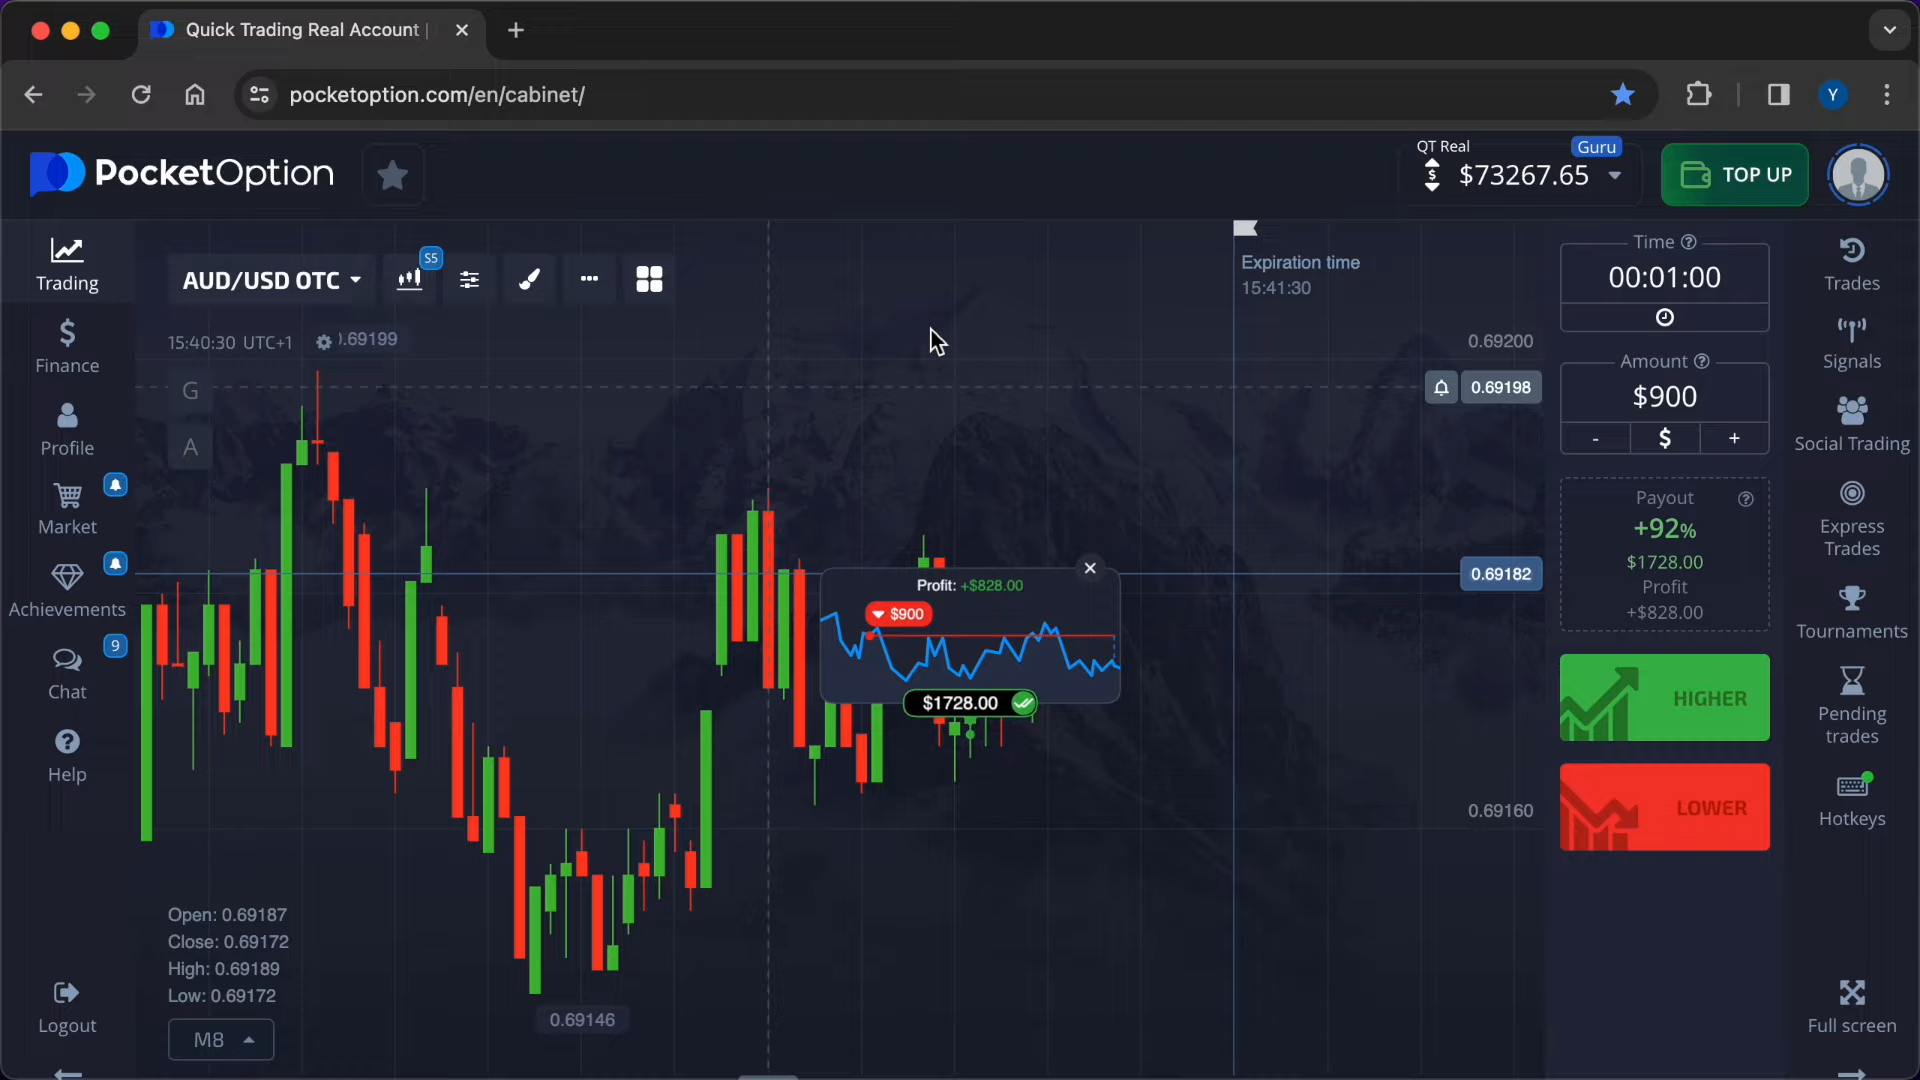 Quick Trading Real Account |
pocketoption.com/en/cabinet/
Y
PocketOption
QT Real
Guru
$73267.65
TOP UP
Trading
Finance
Profile
Market
Achievements
9
Chat
Help
Logout
AUD/USD OTC
S5
15:40:30 UTC+1
0.69199
G
A
Expiration time
15:41:30
0.69200
0.69198
0.69182
0.69160
Profit: +$828.00
$900
$1728.00
0.69146
Open: 0.69187
Close: 0.69172
High: 0.69189
Low: 0.69172
M8
Time
00:01:00
Amount
$900
- $ +
Payout
+92%
$1728.00
Profit
+$828.00
HIGHER
LOWER
Trades
Signals
Social Trading
Express
Trades
Tournaments
Pending
trades
Hotkeys
Full screen